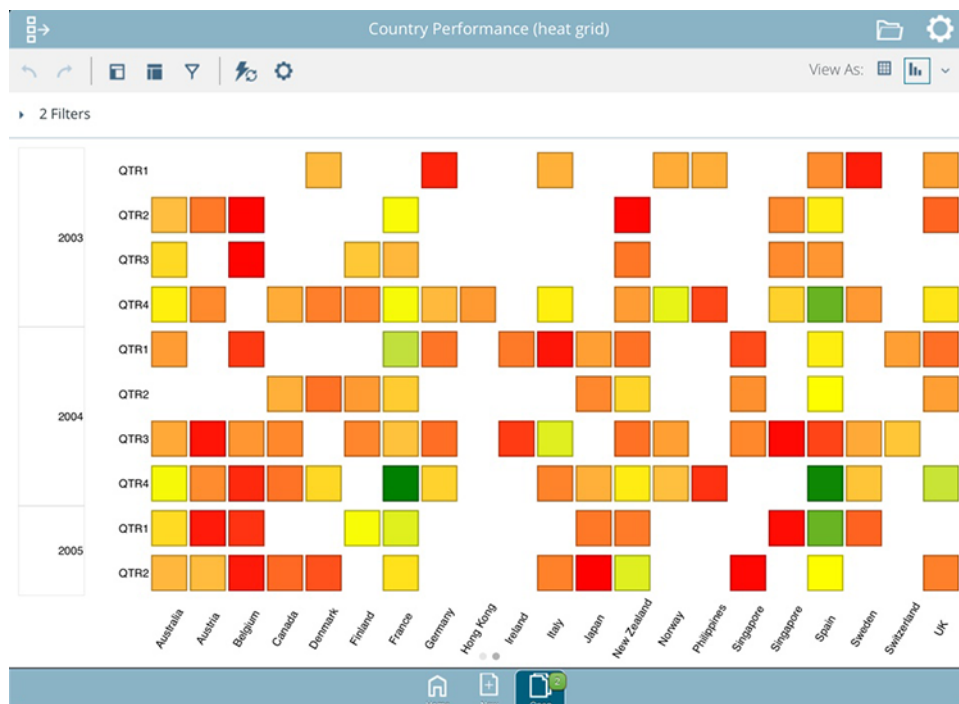 Country Performance (heat grid)
View As:
2 Filters
2003
QTR1
QTR2
QTR3
QTR4
2004
QTR1
QTR2
QTR3
QTR4
2005
QTR1
QTR2
Australia
Austria
Belgium
Canada
Denmark
Finland
France
Germany
Hong Kong
Ireland
Italy
Japan
New Zealand
Norway
Philippines
Singapore
Singapore
Spain
Sweden
Switzerland
UK
2